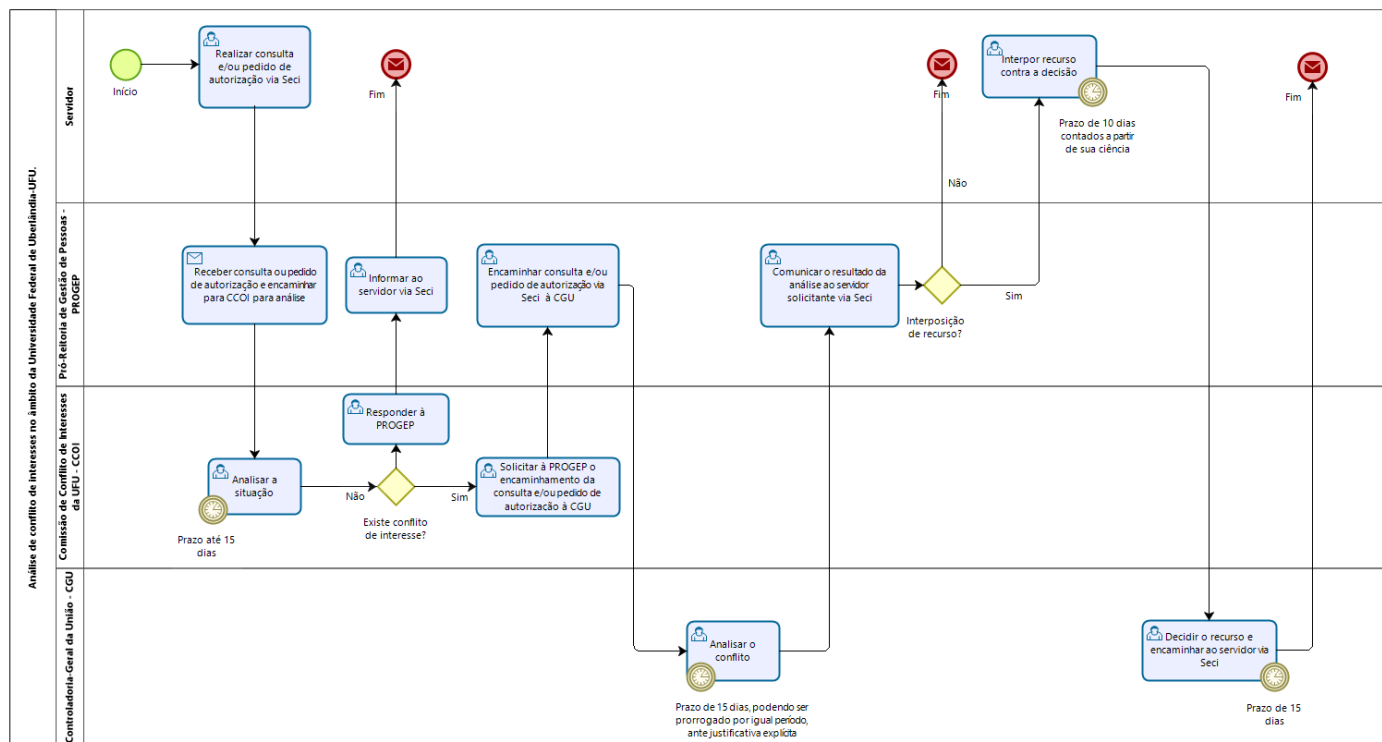 Análise de conflito de interesses no âmbito da Universidade Federal de Uberlândia-UFU.
Servidor
Início
Realizar consulta
e/ou pedido de
autorização via Seci
Fim
Fim
Interpor recurso
contra a decisão
Prazo de 10 dias
contados a partir
de sua ciência
Fim
Não
Pró-Reitoria de Gestão de Pessoas -
PROGEP
Receber consulta ou pedido
de autorização e encaminhar
para CCOI para análise
Informar ao
servidor via Seci
Encaminhar consulta e/ou
pedido de autorização via
Seci à CGU
Comunicar o resultado da
análise ao servidor
solicitante via Seci
Interposição
de recurso?
Sim
Comissão de Conflito de Interesses
da UFU - CCOI
Analisar a
situação
Prazo até 15
dias
Não
Responder à
PROGEP
Existe conflito
de interesse?
Sim
Solicitar à PROGEP o
encaminhamento da
consulta e/ou pedido de
autorização à CGU
Controladoria-Geral da União - CGU
Analisar o
conflito
Prazo de 15 dias, podendo ser
prorrogado por igual período,
ante justificativa explícita
Decidir o recurso e
encaminhar ao servidor via
Seci
Prazo de 15
dias